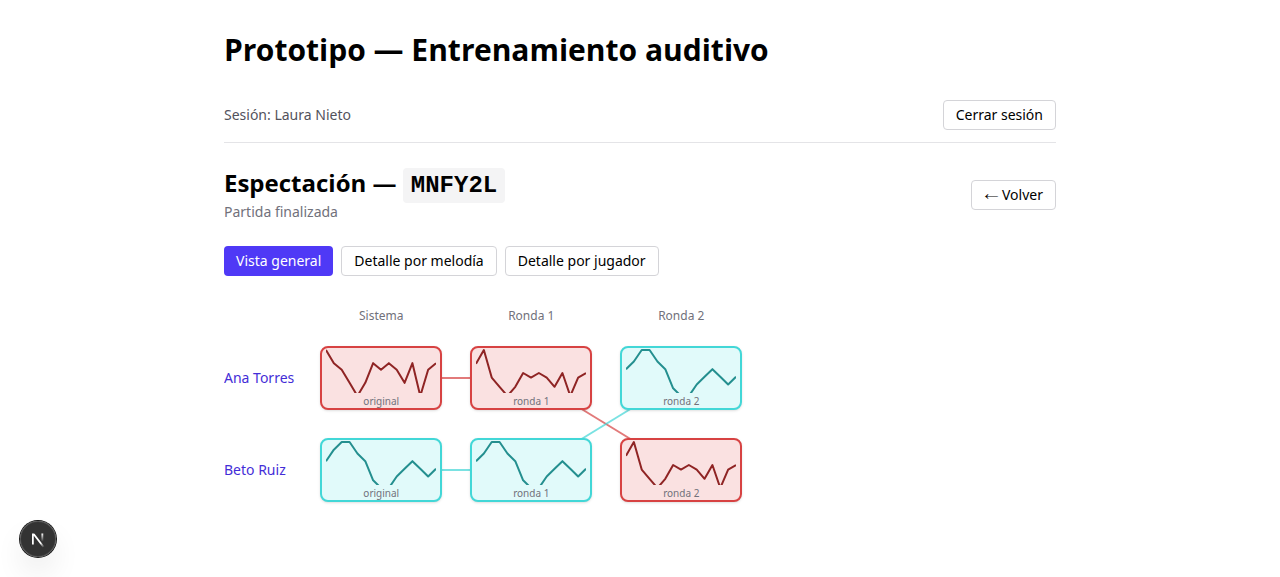 Prototipo — Entrenamiento auditivo
Sesión: Laura Nieto
Cerrar sesión
Espectación — MNFY2L
← Volver
Partida finalizada
Vista general
Detalle por melodía
Detalle por jugador
Sistema
Ronda 1
Ronda 2
Ana Torres
original
ronda 1
ronda 2
Beto Ruiz
original
ronda 1
ronda 2
N